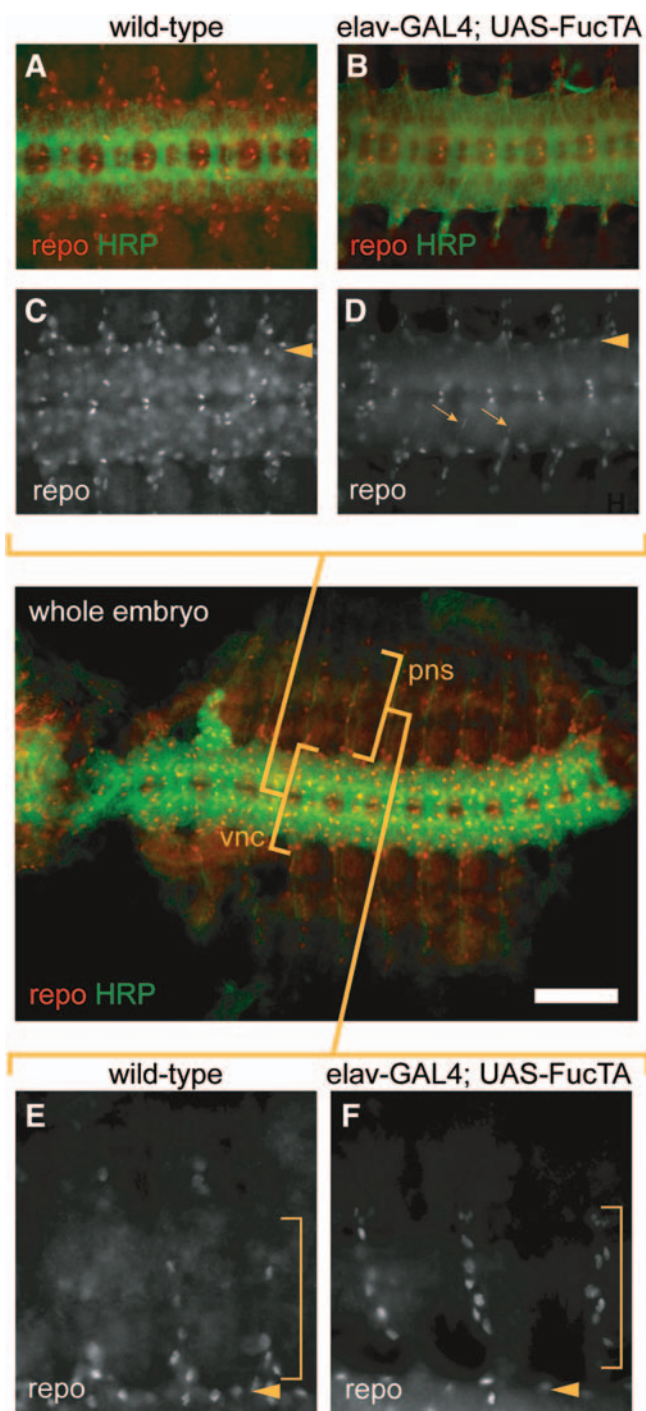 wild-type
elav-GAL4; UAS-FucTA
A
B
repo HRP
repo HRP
C
D
repo
repo
H
whole embryo
pns
vnc
repo HRP
wild-type
elav-GAL4; UAS-FucTA
E
F
repo
repo